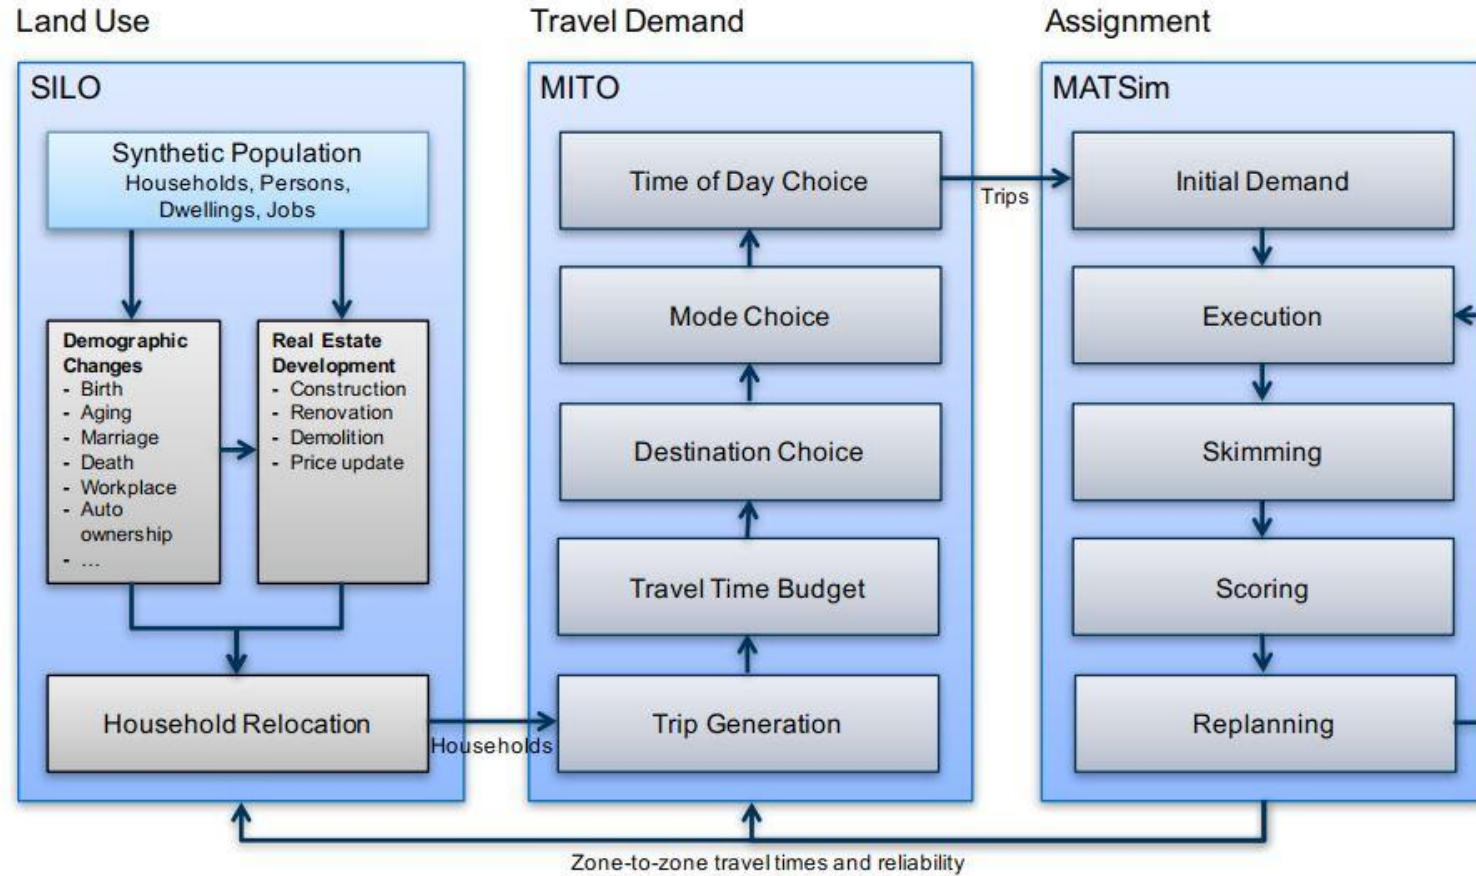 Land Use
Travel Demand
Assignment
SILO
Synthetic Population
Households, Persons,
Dwellings, Jobs
Demographic
Changes
- Birth
- Aging
- Marriage
- Death
- Workplace
- Auto
ownership
- ...
Real Estate
Development
- Construction
- Renovation
- Demolition
- Price update
Household Relocation
Households
MITO
Time of Day Choice
Mode Choice
Destination Choice
Travel Time Budget
Trip Generation
Trips
MATSim
Initial Demand
Execution
Skimming
Scoring
Replanning
Zone-to-zone travel times and reliability